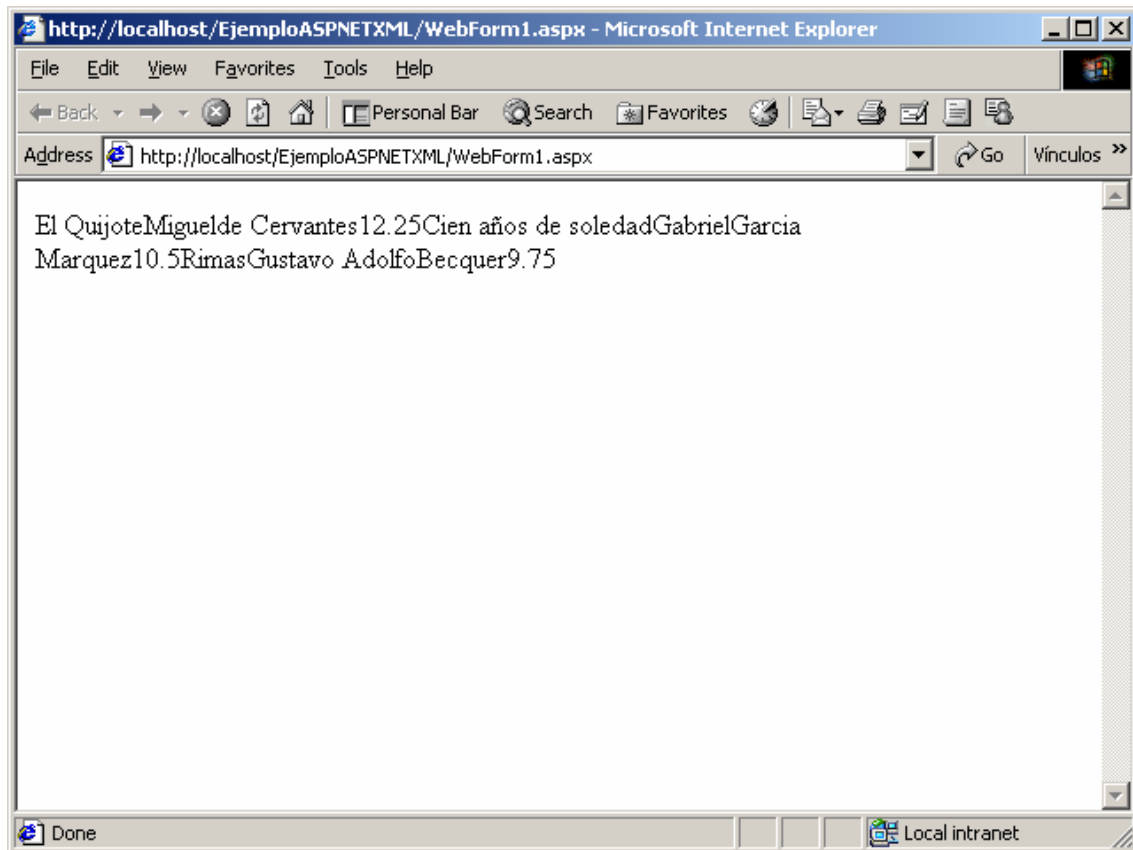 http://localhost/EjemploASPNETXML/WebForm1.aspx - Microsoft Internet Explorer
File Edit View Favorites Tools Help
Back Personal Bar Search Favorites
Address http://localhost/EjemploASPNETXML/WebForm1.aspx Go Vínculos »
El QuijoteMiguelde Cervantes12.25Cien años de soledadGabrielGarcia
Marquez10.5RimasGustavo AdolfoBecquer9.75
Done Local intranet